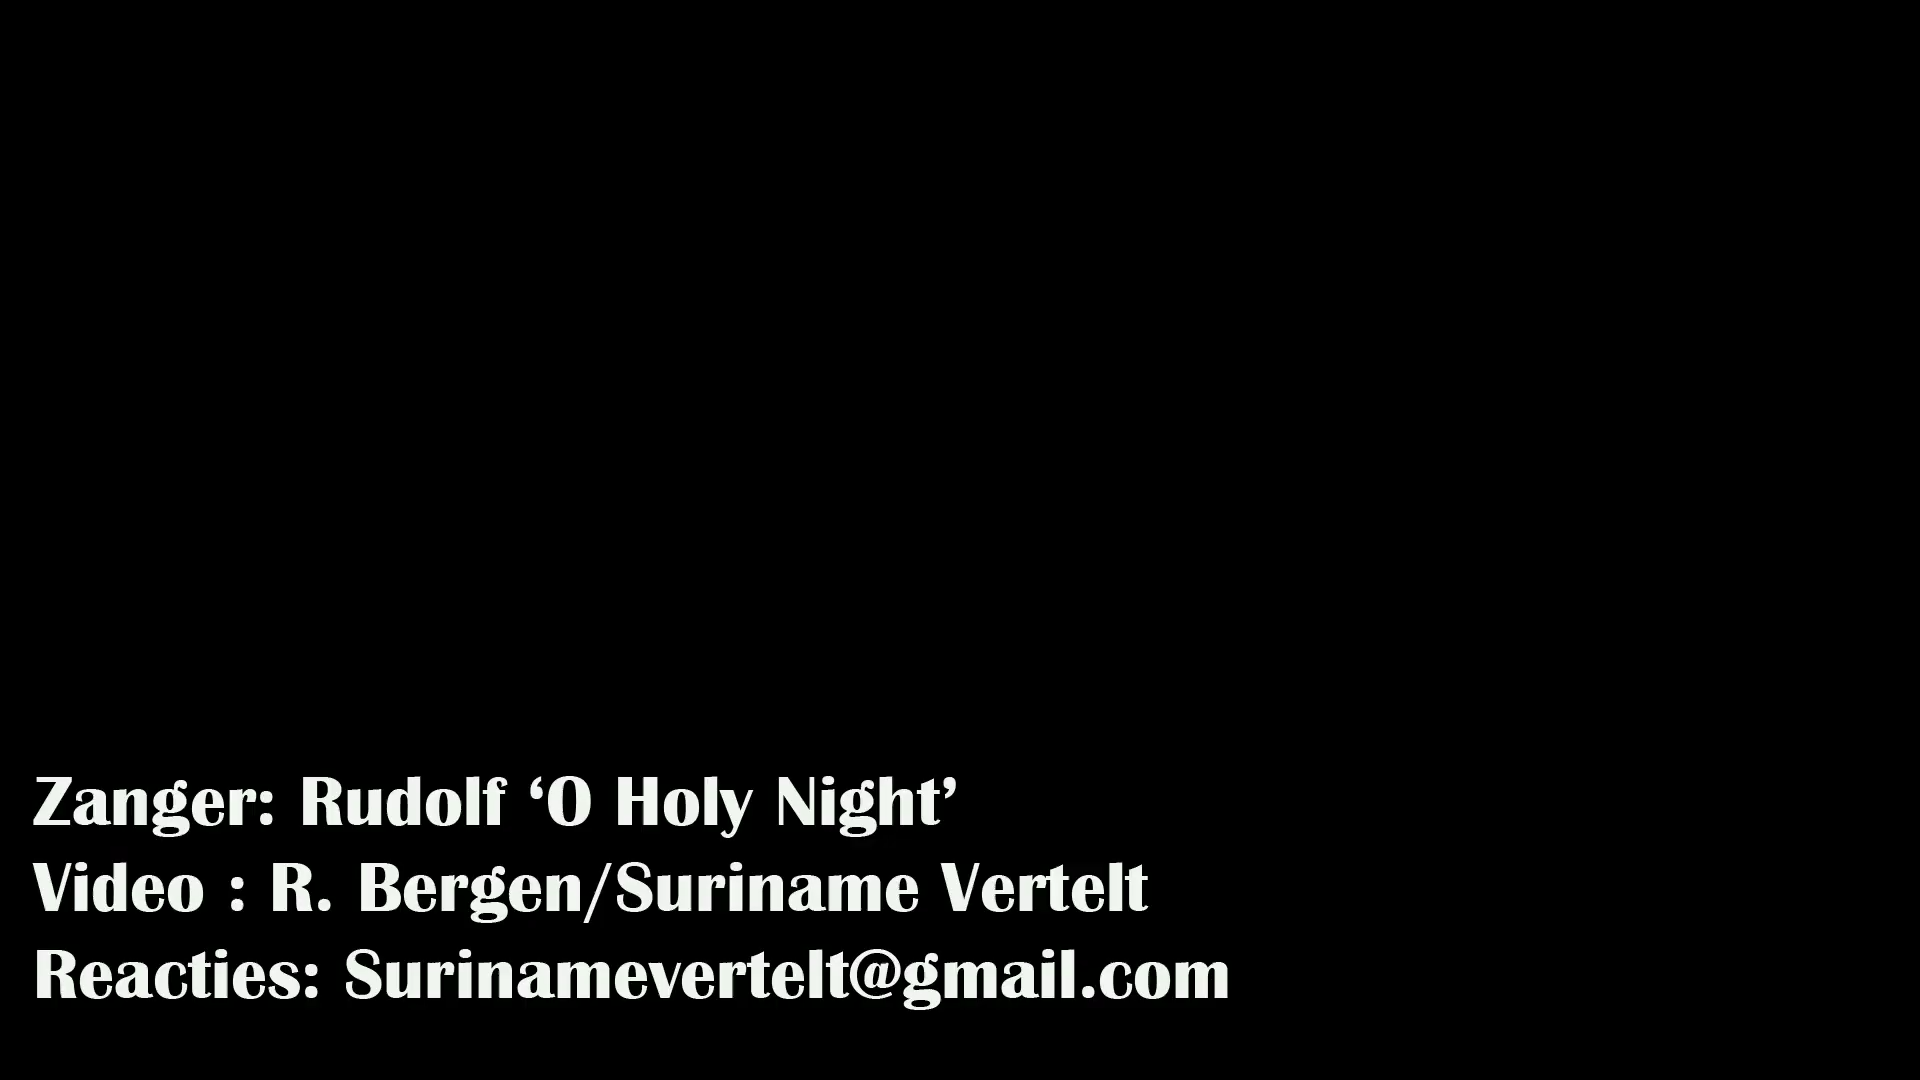 Zanger: Rudolf ‘O Holy Night’
Video : R. Bergen/Suriname Vertelt
Reacties: Surinamevertelt@gmail.com